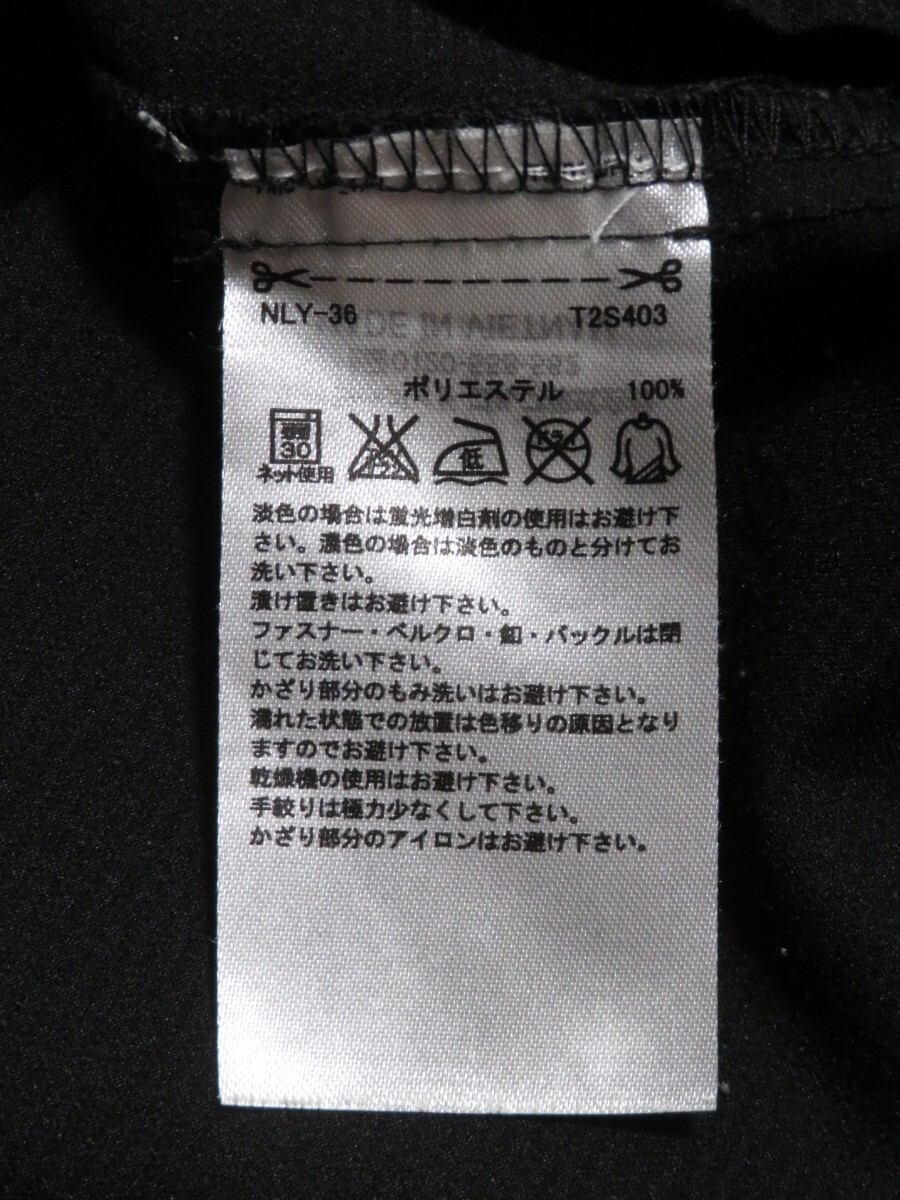 NLY-36 T2S403
ポリエステル 100%
30
ネット使用
エンソサラシ
低
ドライ
淡色の場合は蛍光増白剤の使用はお避け下
さい。濃色の場合は淡色のものと分けてお
洗い下さい。
漬け置きはお避け下さい。
ファスナー・ベルクロ・釦・バックルは閉
じてお洗い下さい。
かざり部分のもみ洗いはお避け下さい。
濡れた状態での放置は色移りの原因となり
ますのでお避け下さい。
乾燥機の使用はお避け下さい。
手絞りは極力少なくして下さい。
かざり部分のアイロンはお避け下さい。